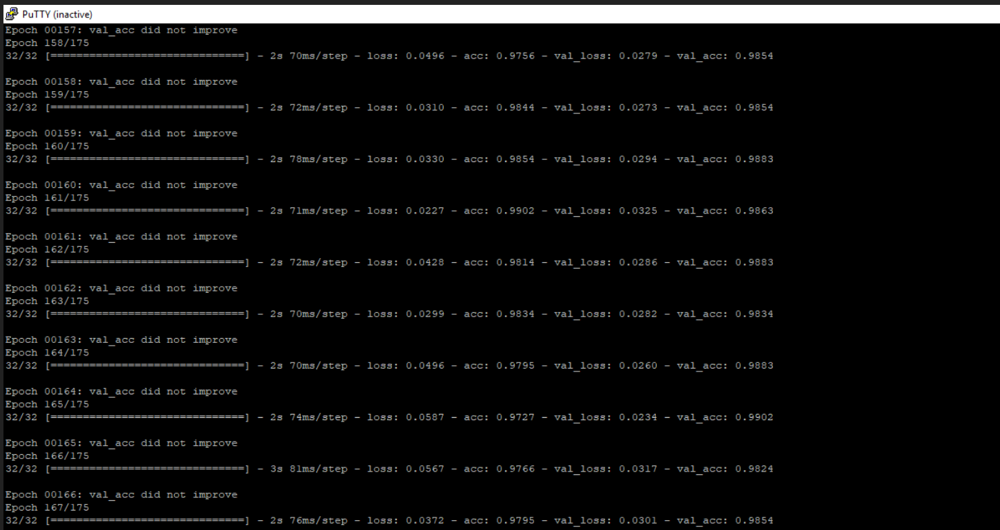 PuTTY (inactive)
Epoch 00157: val_acc did not improve
Epoch 158/175
32/32 [==============================] - 2s 70ms/step - loss: 0.0496 - acc: 0.9756 - val_loss: 0.0279 - val_acc: 0.9854
Epoch 00158: val_acc did not improve
Epoch 159/175
32/32 [==============================] - 2s 72ms/step - loss: 0.0310 - acc: 0.9844 - val_loss: 0.0273 - val_acc: 0.9854
Epoch 00159: val_acc did not improve
Epoch 160/175
32/32 [==============================] - 2s 78ms/step - loss: 0.0330 - acc: 0.9854 - val_loss: 0.0294 - val_acc: 0.9883
Epoch 00160: val_acc did not improve
Epoch 161/175
32/32 [==============================] - 2s 71ms/step - loss: 0.0227 - acc: 0.9902 - val_loss: 0.0325 - val_acc: 0.9863
Epoch 00161: val_acc did not improve
Epoch 162/175
32/32 [==============================] - 2s 72ms/step - loss: 0.0428 - acc: 0.9814 - val_loss: 0.0286 - val_acc: 0.9883
Epoch 00162: val_acc did not improve
Epoch 163/175
32/32 [==============================] - 2s 70ms/step - loss: 0.0299 - acc: 0.9834 - val_loss: 0.0282 - val_acc: 0.9834
Epoch 00163: val_acc did not improve
Epoch 164/175
32/32 [==============================] - 2s 70ms/step - loss: 0.0496 - acc: 0.9795 - val_loss: 0.0260 - val_acc: 0.9883
Epoch 00164: val_acc did not improve
Epoch 165/175
32/32 [==============================] - 2s 74ms/step - loss: 0.0587 - acc: 0.9727 - val_loss: 0.0234 - val_acc: 0.9902
Epoch 00165: val_acc did not improve
Epoch 166/175
32/32 [==============================] - 3s 81ms/step - loss: 0.0567 - acc: 0.9766 - val_loss: 0.0317 - val_acc: 0.9824
Epoch 00166: val_acc did not improve
Epoch 167/175
32/32 [==============================] - 2s 76ms/step - loss: 0.0372 - acc: 0.9795 - val_loss: 0.0301 - val_acc: 0.9854